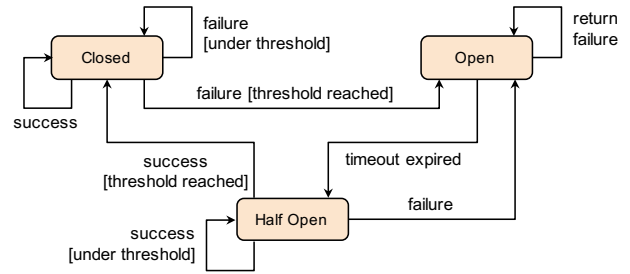 failure
[under threshold]
return
failure
Closed
Open
failure [threshold reached]
success
success
[threshold reached]
timeout expired
Half Open
failure
success
[under threshold]